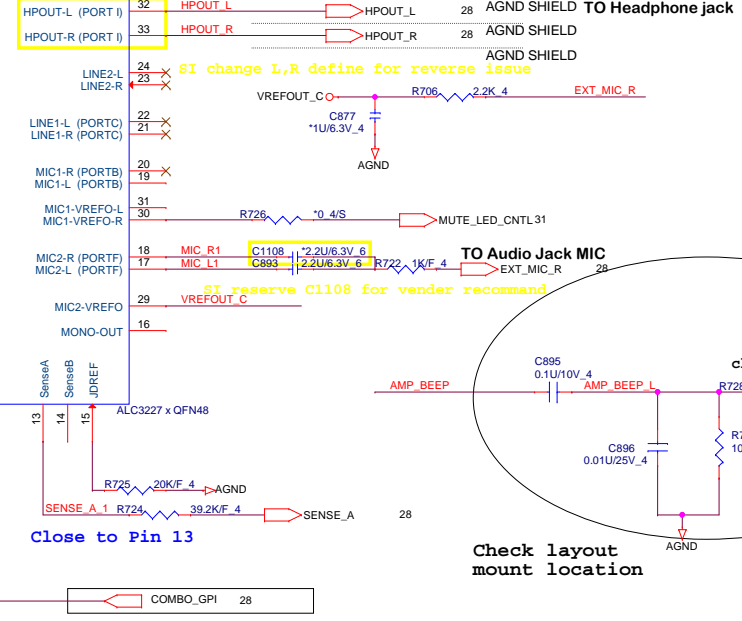 HPOUT-L (PORT I) 32 HPOUT_L HPOUT_L 28 AGND SHIELD TO Headphone jack
HPOUT-R (PORT I) 33 HPOUT_R HPOUT_R 28 AGND SHIELD
AGND SHIELD
LINE2-L 24 SI change L,R define for reverse issue
LINE2-R 23
VREFOUT_C R706 2.2K_4 EXT_MIC_R
C877
*1U/6.3V_4
LINE1-L (PORTC) 22
LINE1-R (PORTC) 21
AGND
MIC1-R (PORTB) 20
MIC1-L (PORTB) 19
MIC1-VREFO-L 31
MIC1-VREFO-R 30 R726 *0_4/S MUTE_LED_CNTL 31
MIC2-R (PORTF) 18 MIC_R1 C1108 *2.2U/6.3V_6 TO Audio Jack MIC
MIC2-L (PORTF) 17 MIC_L1 C893 2.2U/6.3V_6 R722 1K/F_4 EXT_MIC_R 28
SI reserve C1108 for vender recommand
MIC2-VREFO 29 VREFOUT_C
MONO-OUT 16
SenseA SenseB JDREF
13 14 15
ALC3227 x QFN48
C895
0.1U/10V_4
AMP_BEEP AMP_BEEP_L R728
C896
0.01U/25V_4
AGND
R725 20K/F_4 AGND
SENSE_A_1 R724 39.2K/F_4 SENSE_A 28
Close to Pin 13
Check layout
mount location
COMBO_GPI 28